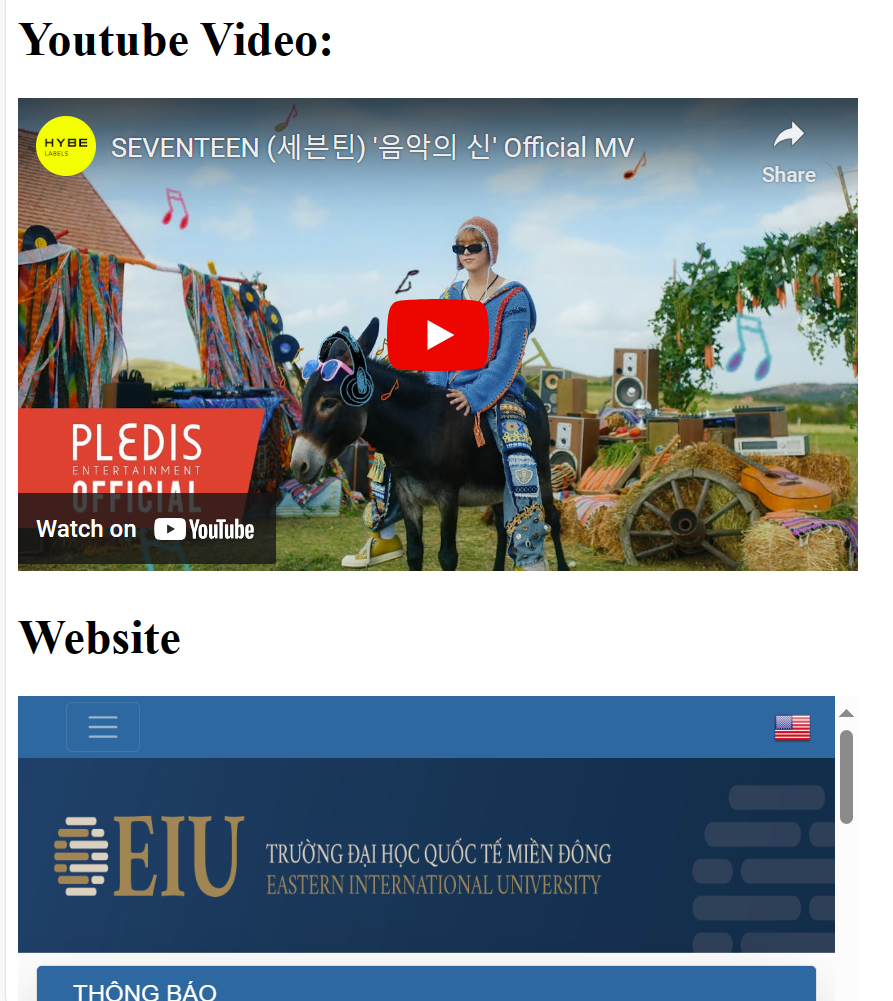 Youtube Video:
HYBE
LABELS
SEVENTEEN (세븐틴) '음악의 신' Official MV
Share
PLEDIS
ENTERTAINMENT
OFFICIAL
Watch on YouTube
Website
EIU
TRƯỜNG ĐẠI HỌC QUỐC TẾ MIỀN ĐÔNG
EASTERN INTERNATIONAL UNIVERSITY
THÔNG BÁO